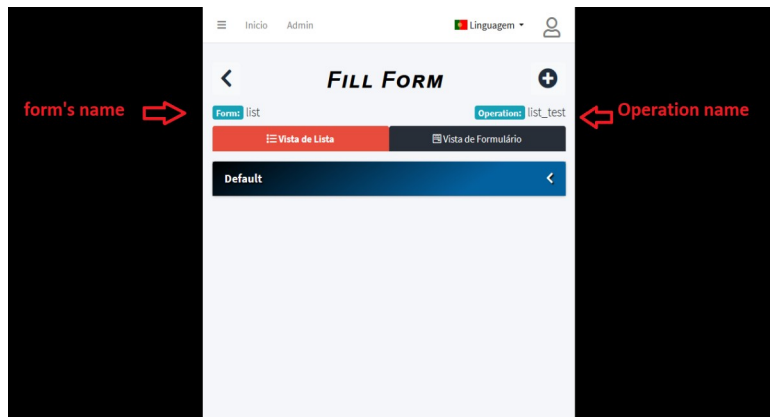 Inicio Admin Linguagem
FILL FORM
form's name Form: list Operation: list_test Operation name
Vista de Lista Vista de Formulário
Default